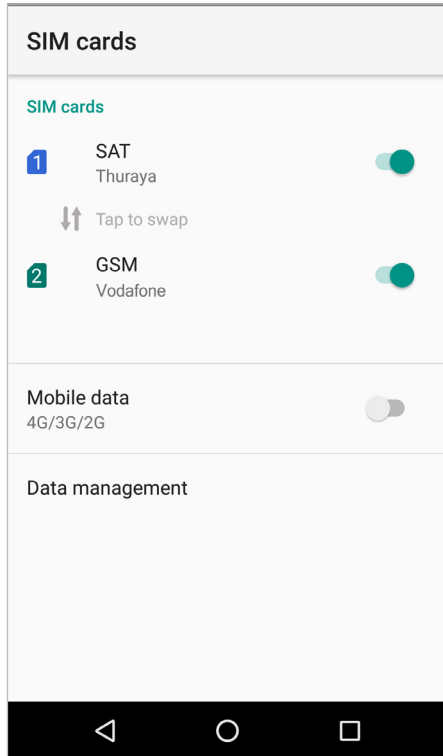 SIM cards
SIM cards
1
SAT
Thuraya
Tap to swap
2
GSM
Vodafone
Mobile data
4G/3G/2G
Data management